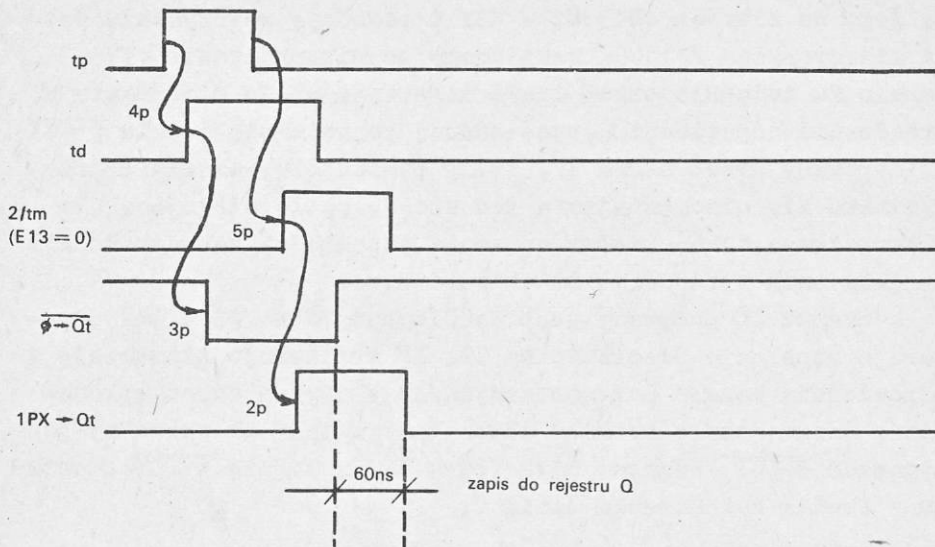 tp
4p
td
2/tm
(E13 = 0)
5p
3p
ϕ → Qt
2p
1PX → Qt
60ns
zapis do rejestru Q